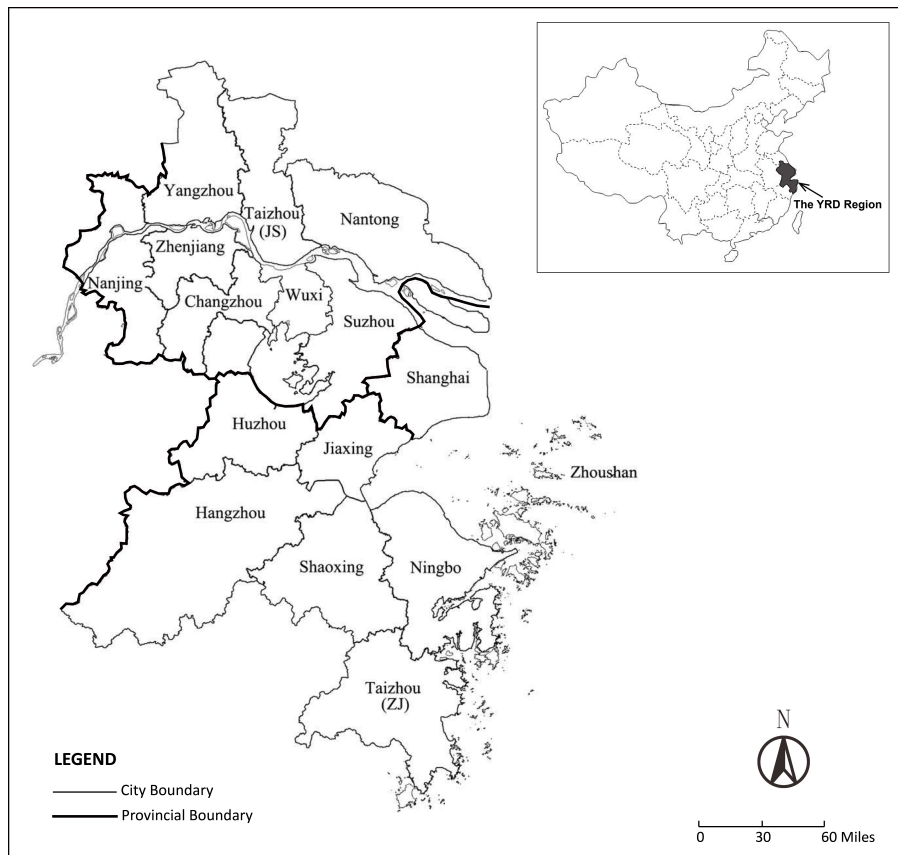 The YRD Region
Yangzhou
Taizhou
(JS)
Nantong
Zhenjiang
Nanjing
Changzhou
Wuxi
Suzhou
Shanghai
Huzhou
Jiaxing
Zhoushan
Hangzhou
Shaoxing
Ningbo
Taizhou
(ZJ)
N
LEGEND
City Boundary
Provincial Boundary
0 30 60 Miles